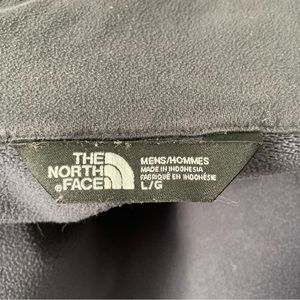 THE
NORTH
®FACE
MENS/HOMMES
MADE IN INDONESIA
FABRIQUÉ EN INDONÉSIE
L/G